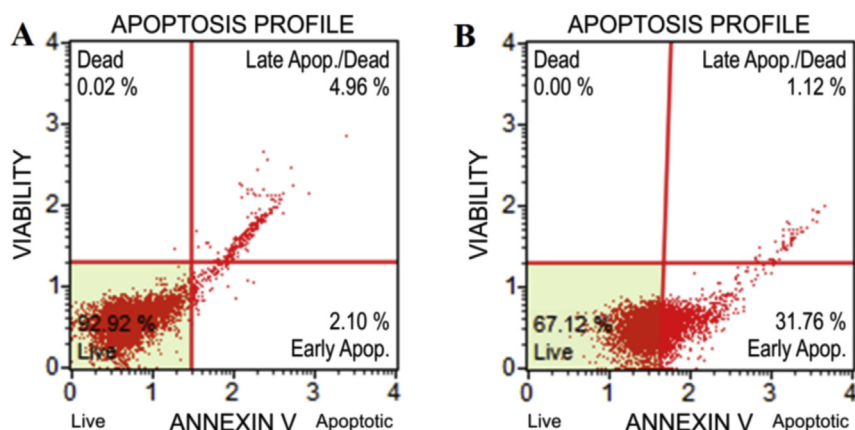 A
APOPTOSIS PROFILE
4
3
2
1
0
VIABILITY
Dead
0.02 %
Late Apop./Dead
4.96 %
92.92 %
Live
2.10 %
Early Apop.
0 1 2 3 4
Live ANNEXIN V Apoptotic
B
APOPTOSIS PROFILE
4
3
2
1
0
VIABILITY
Dead
0.00 %
Late Apop./Dead
1.12 %
67.12 %
Live
31.76 %
Early Apop.
0 1 2 3 4
Live ANNEXIN V Apoptotic